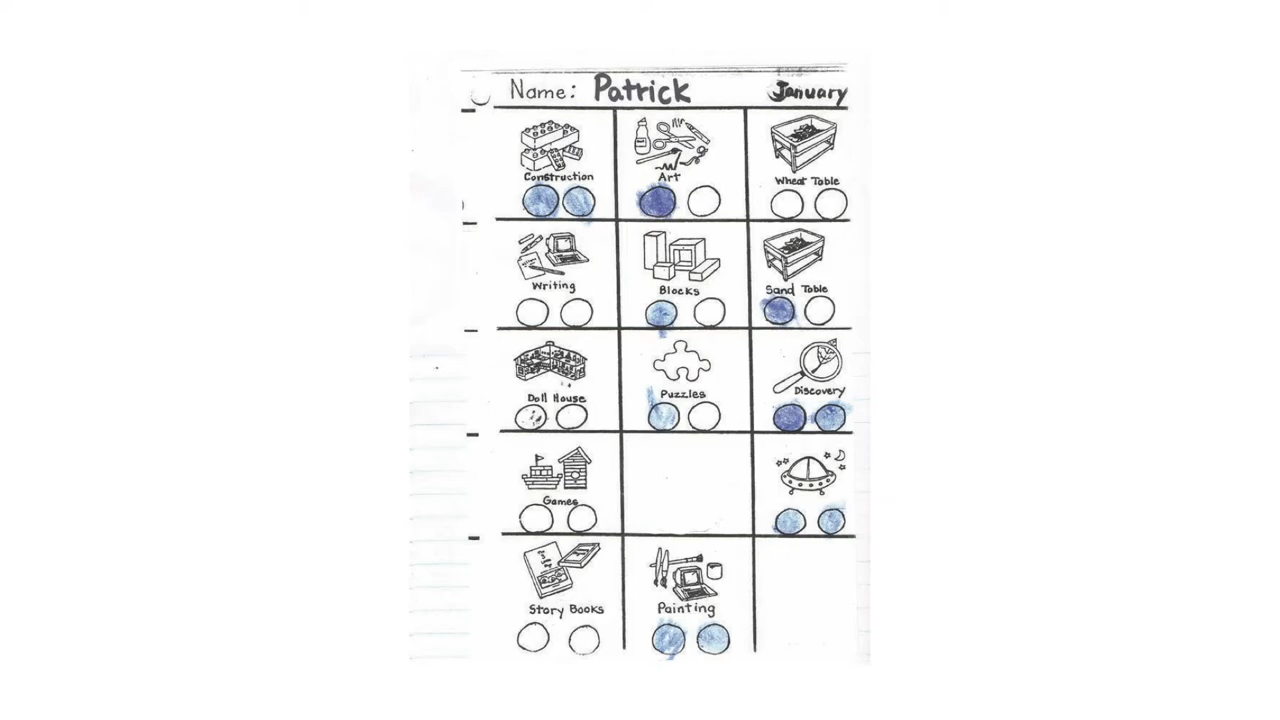 Name: Patrick January
Construction Art Wheat Table
Writing Blocks Sand Table
Doll House Puzzles Discovery
Games
Story Books Painting